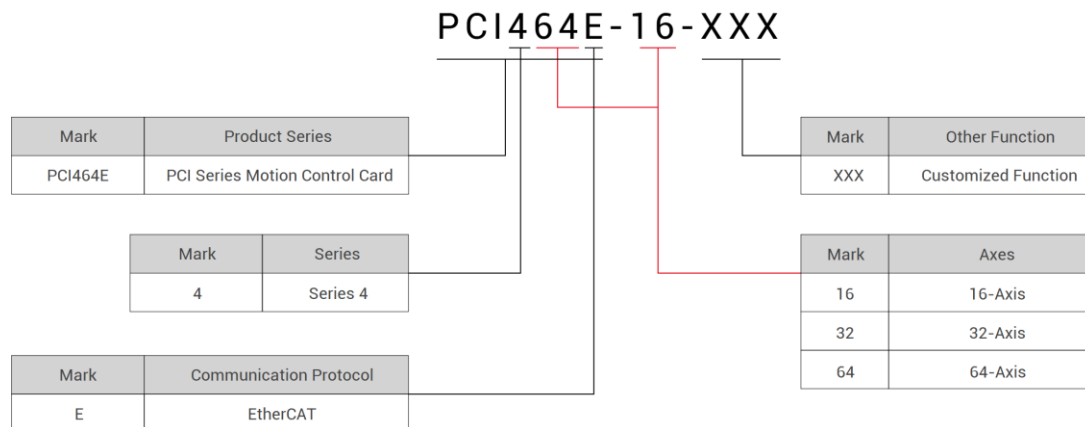 PCI464E-16-XXX
Mark Product Series
PCI464E PCI Series Motion Control Card
Mark Series
4 Series 4
Mark Communication Protocol
E EtherCAT
Mark Other Function
XXX Customized Function
Mark Axes
16 16-Axis
32 32-Axis
64 64-Axis